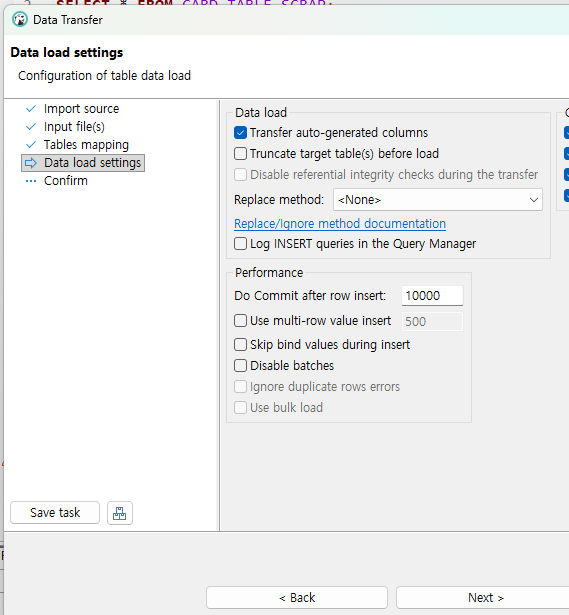 SELECT * FROM CARD_TABLE_SCRAP;
Data Transfer
Data load settings
Configuration of table data load
Import source
Input file(s)
Tables mapping
Data load settings
Confirm
Data load
Transfer auto-generated columns
Truncate target table(s) before load
Disable referential integrity checks during the transfer
Replace method: <None>
Replace/Ignore method documentation
Log INSERT queries in the Query Manager
Performance
Do Commit after row insert: 10000
Use multi-row value insert 500
Skip bind values during insert
Disable batches
Ignore duplicate rows errors
Use bulk load
Save task
< Back
Next >